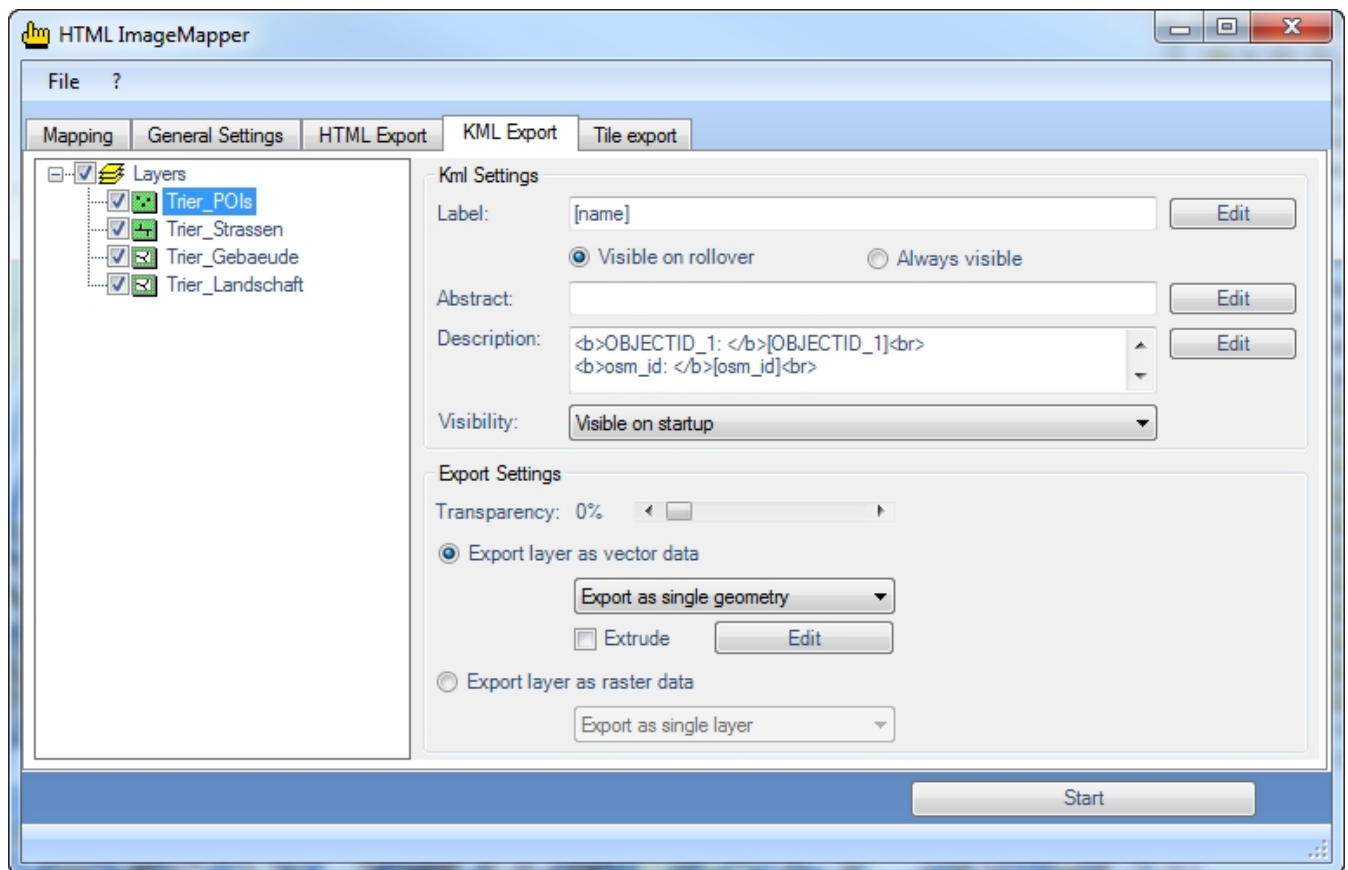 HTML ImageMapper
File ?
Mapping General Settings HTML Export KML Export Tile export
Layers
Trier_POIs
Trier_Strassen
Trier_Gebaeude
Trier_Landschaft
Kml Settings
Label: [name] Edit
Visible on rollover Always visible
Abstract: Edit
Description: <b>OBJECTID_1: </b>[OBJECTID_1]<br> Edit
<b>osm_id: </b>[osm_id]<br>
Visibility: Visible on startup
Export Settings
Transparency: 0%
Export layer as vector data
Export as single geometry
Extrude Edit
Export layer as raster data
Export as single layer
Start